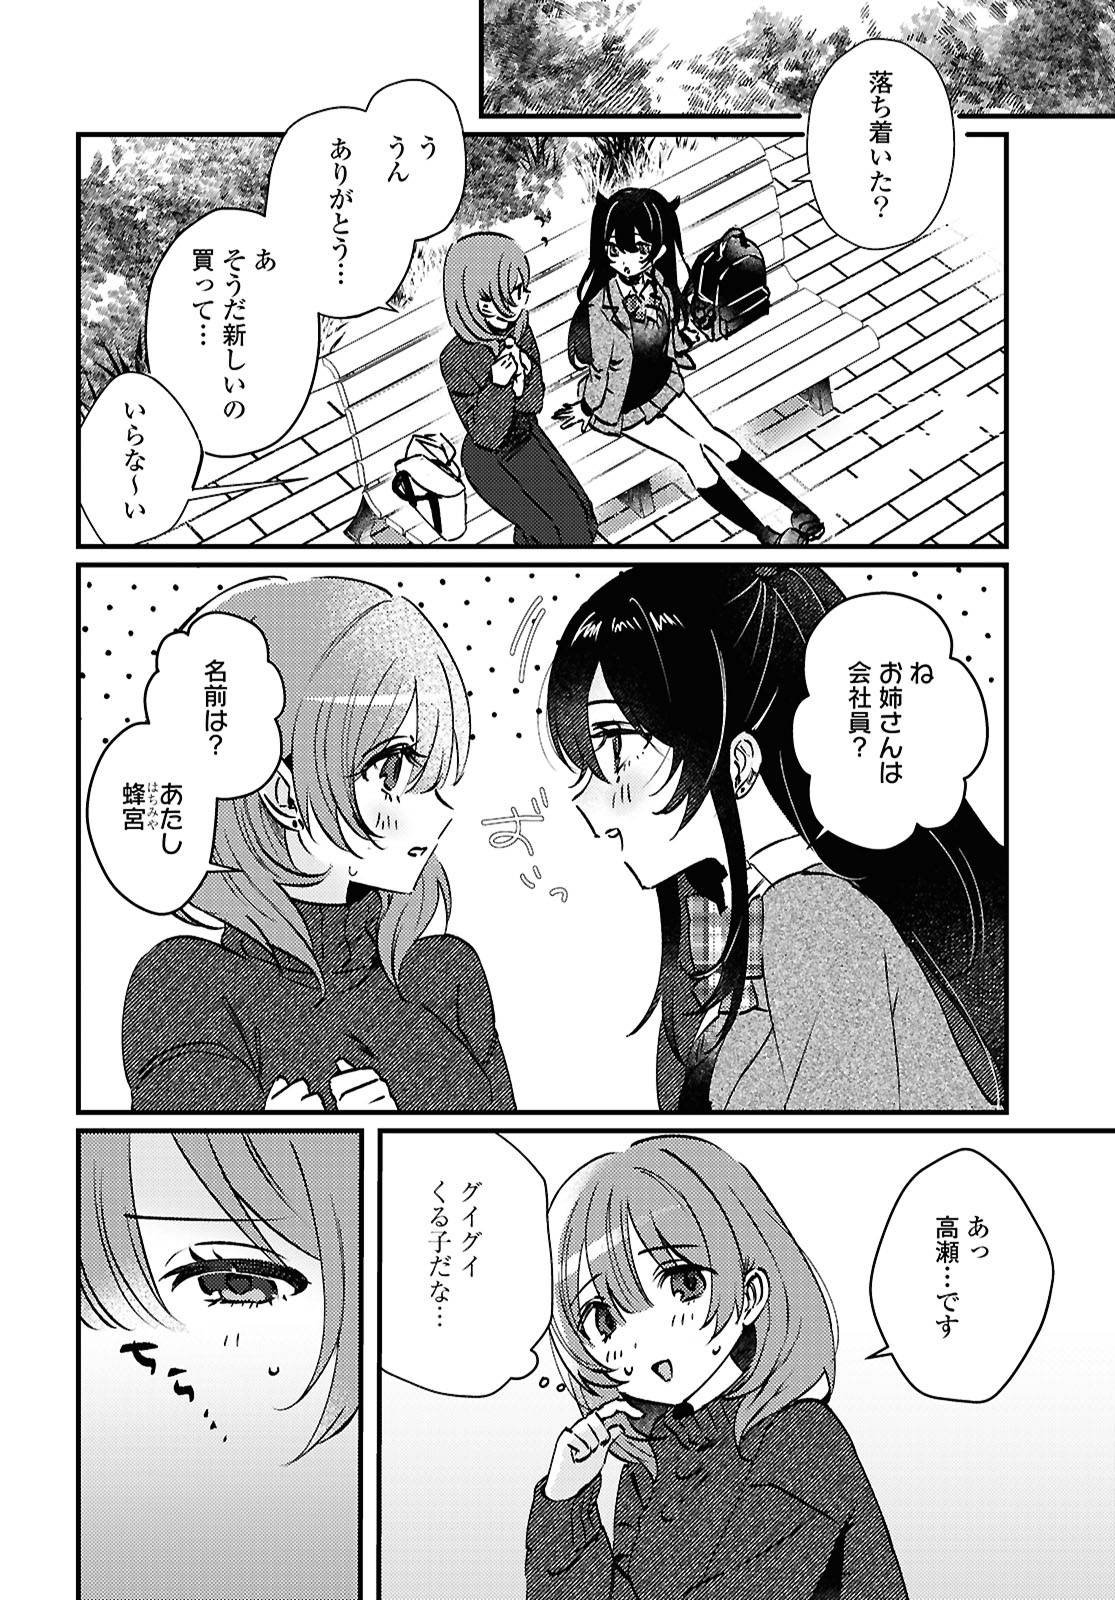 落ち着いた？
う
うん
ありがとう…
あ
そうだ新しいの
買って…
いらな〜い
ね
お姉さんは
会社員？
ずいっ
名前は？
あたし
蜂宮
はちみや
あっ
高瀬…です
グイグイ
くる子だな…
ちら…